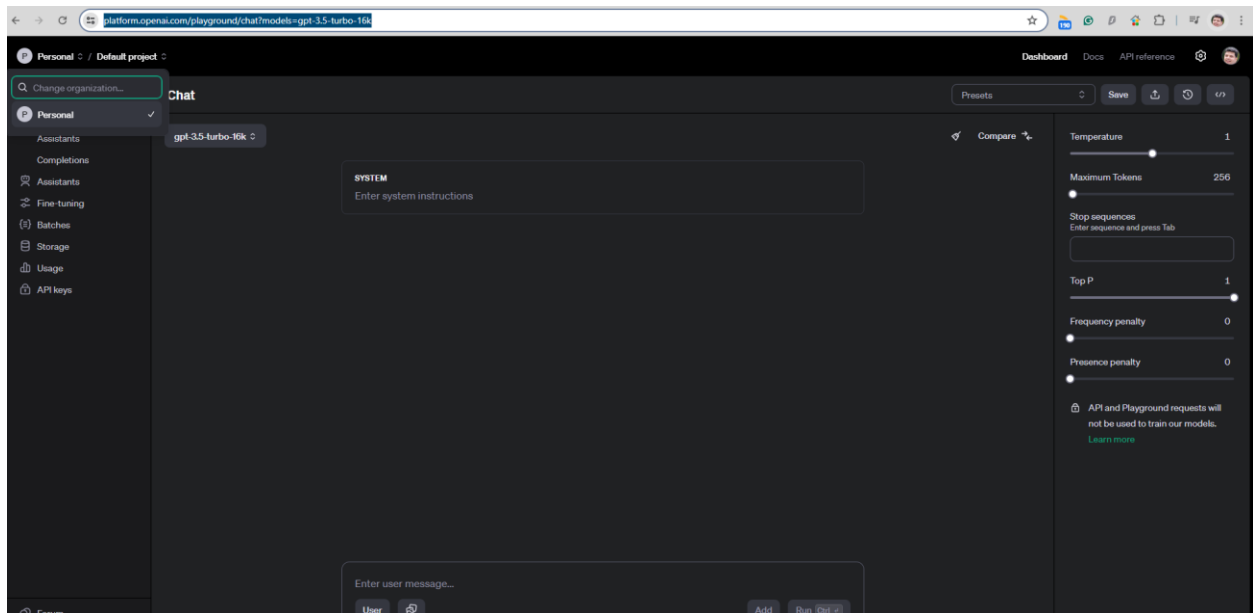 platform.openai.com/playground/chat?models=gpt-3.5-turbo-16k
P Personal / Default project
Dashboard Docs API reference
Change organization...
P Personal
Chat
Presets
Save
Assistants
Completions
Assistants
Fine-tuning
Batches
Storage
Usage
API keys
gpt-3.5-turbo-16k
Compare
SYSTEM
Enter system instructions
Temperature 1
Maximum Tokens 256
Stop sequences
Enter sequence and press Tab
Top P 1
Frequency penalty 0
Presence penalty 0
API and Playground requests will
not be used to train our models.
Learn more
Enter user message...
User
Add
Run Ctrl